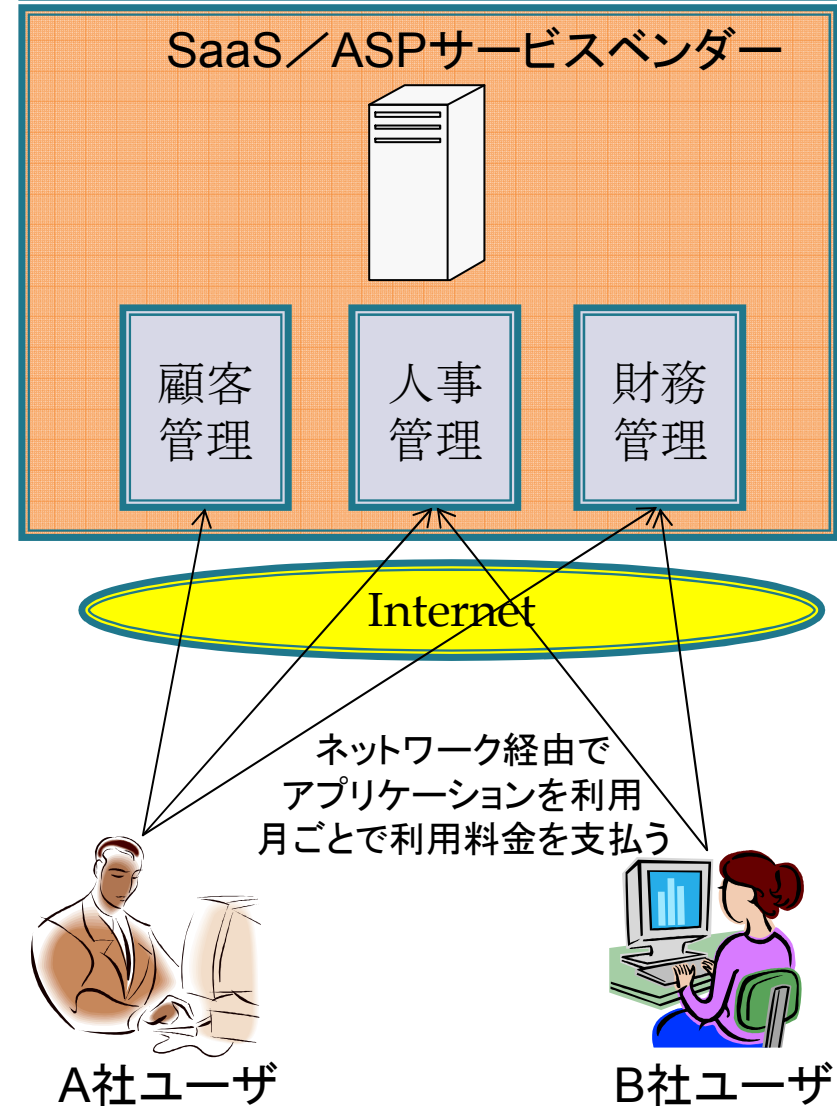 SaaS／ASPサービスベンダー
顧客
管理
人事
管理
財務
管理
Internet
ネットワーク経由で
アプリケーションを利用
月ごとで利用料金を支払う
A社ユーザ
B社ユーザ